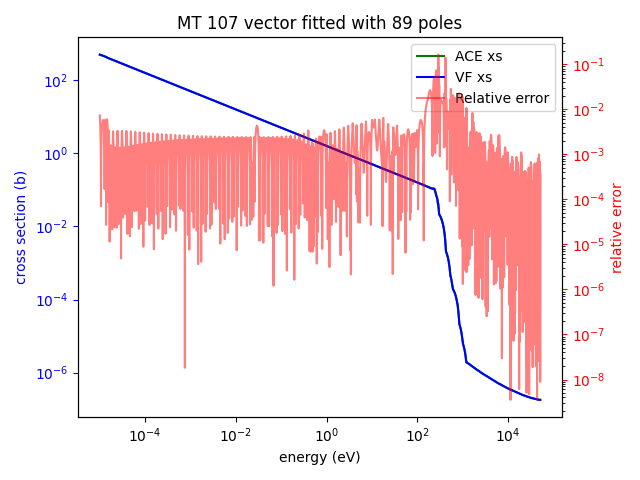 MT 107 vector fitted with 89 poles
ACE xs
VF xs
Relative error
cross section (b)
10^2
10^0
10^-2
10^-4
10^-6
10^-1
10^-2
10^-3
10^-4
10^-5
10^-6
10^-7
10^-8
relative error
10^-4 10^-2 10^0 10^2 10^4
energy (eV)